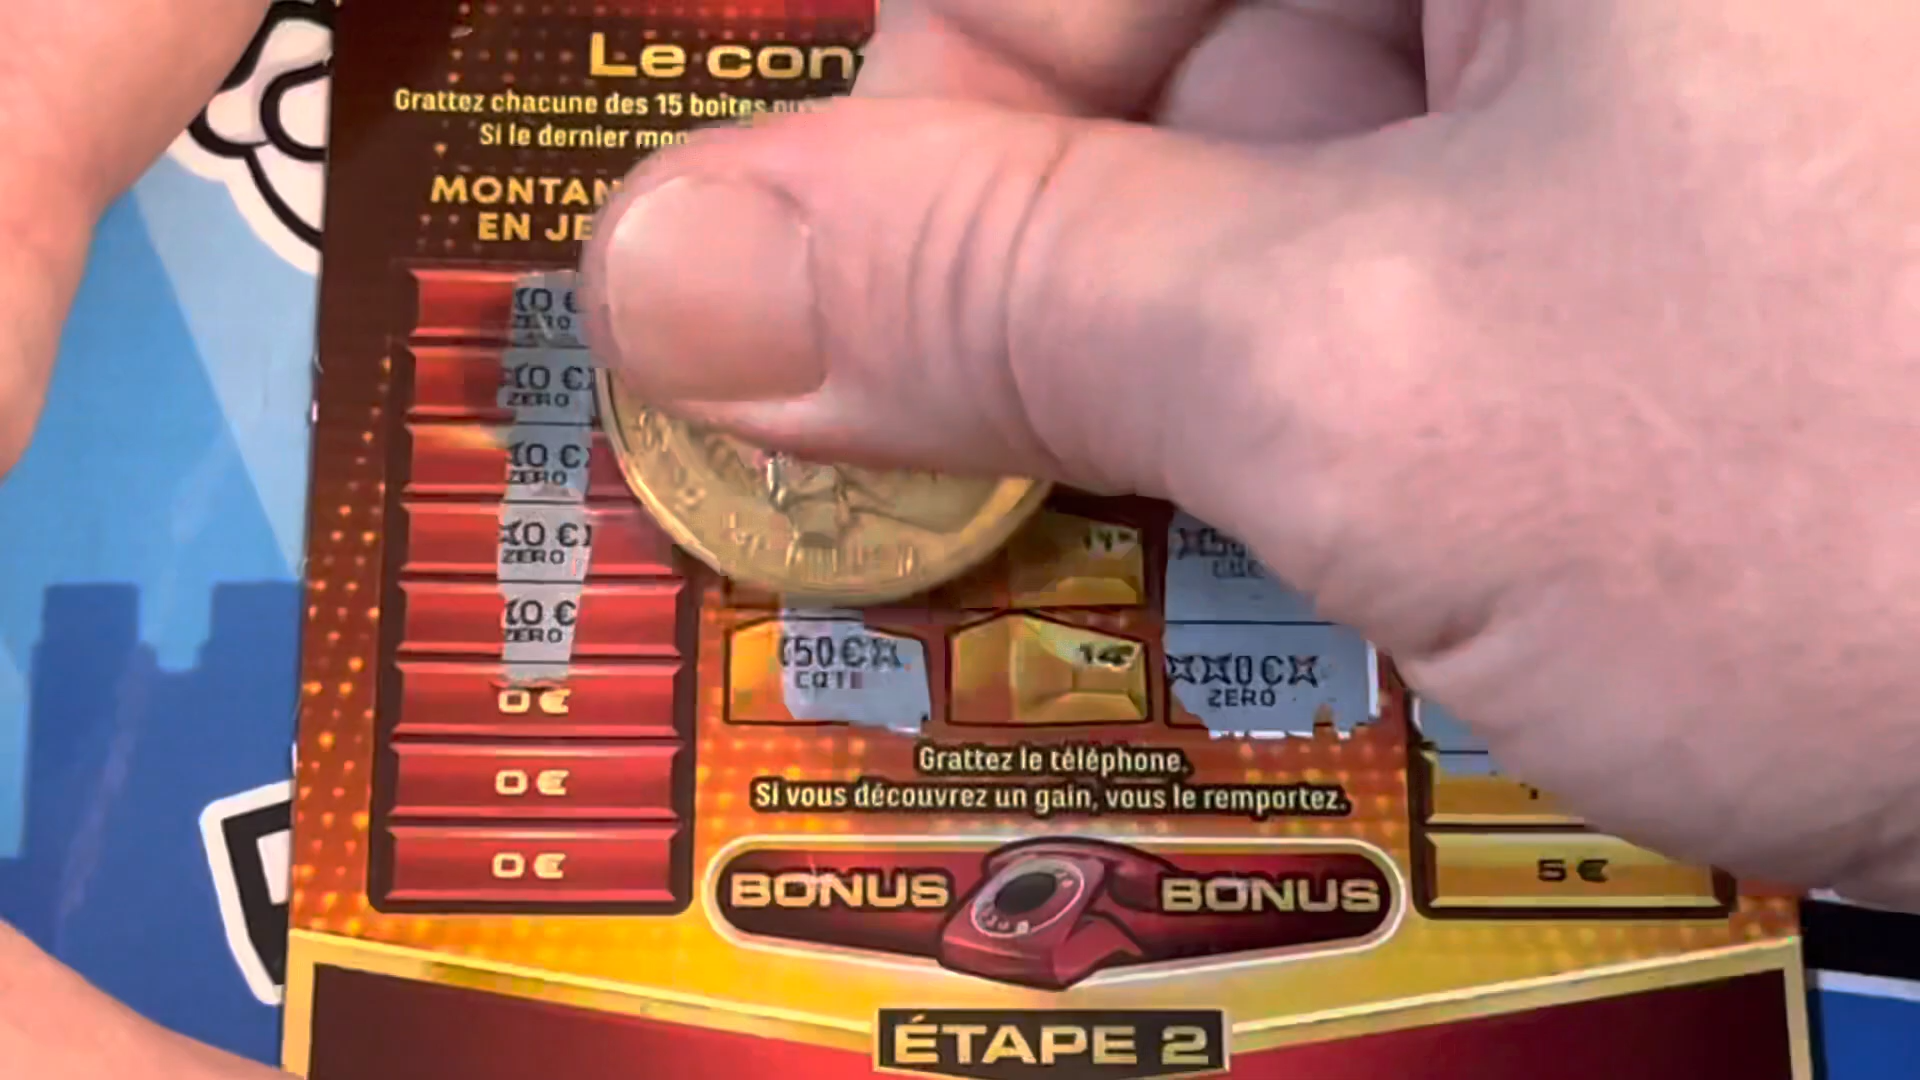 Le con
Grattez chacune des 15 boites
Si le dernier
MONTAN
EN JE
0 €
ZERO
0 €
ZERO
0 €
ZERO
0 €
ZERO
0 €
ZERO
0 €
0 €
0 €
50 €
14
0 €
ZERO
Grattez le téléphone.
Si vous découvrez un gain, vous le remportez.
BONUS BONUS
5 €
ÉTAPE 2